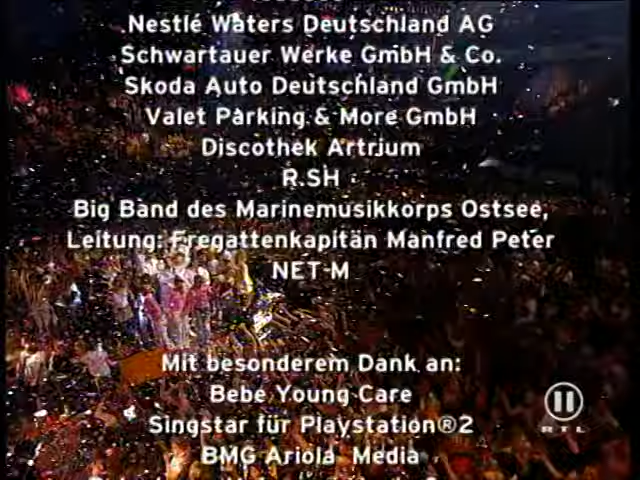 Nestlé Waters Deutschland AG
Schwartauer Werke GmbH & Co.
Skoda Auto Deutschland GmbH
Valet Parking & More GmbH
Discothek Artrium
R.SH
Big Band des Marinemusikkorps Ostsee,
Leitung: Fregattenkapitän Manfred Peter
NET-M
Mit besonderem Dank an:
Bebe Young Care
Singstar für Playstation®2
BMG Ariola Media
RTL